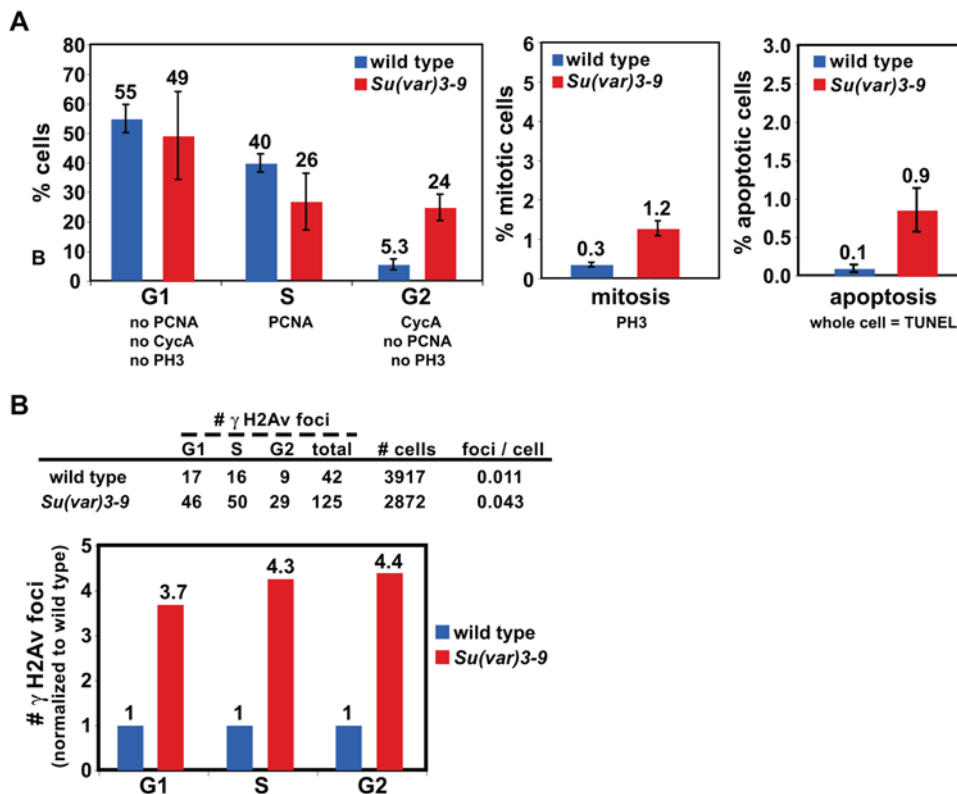 A
80
70
60
50
40
30
20
10
0
% cells
wild type
Su(var)3-9
55
49
40
26
5.3
24
B
G1
S
G2
no PCNA
no CycA
no PH3
PCNA
CycA
no PCNA
no PH3
6
5
4
3
2
1
0
% mitotic cells
wild type
Su(var)3-9
0.3
1.2
mitosis
PH3
3.0
2.5
2.0
1.5
1.0
0.5
0.0
% apoptotic cells
wild type
Su(var)3-9
0.1
0.9
apoptosis
whole cell = TUNEL
B
# γ H2Av foci
G1 S G2 total # cells foci / cell
wild type 17 16 9 42 3917 0.011
Su(var)3-9 46 50 29 125 2872 0.043
5
4
3
2
1
0
# γ H2Av foci
(normalized to wild type)
1
3.7
1
4.3
1
4.4
G1
S
G2
wild type
Su(var)3-9